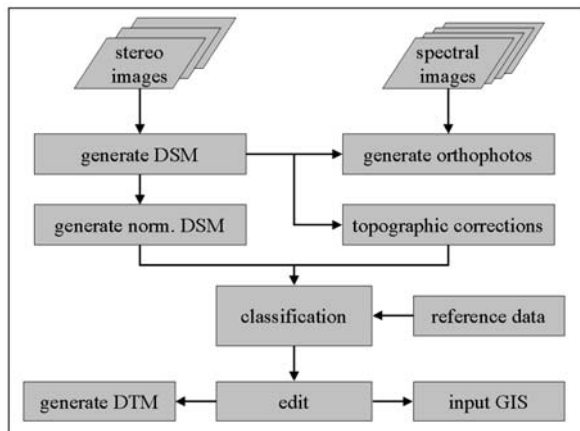 stereo
images
spectral
images
generate DSM
generate orthophotos
generate norm. DSM
topographic corrections
classification
reference data
generate DTM
edit
input GIS